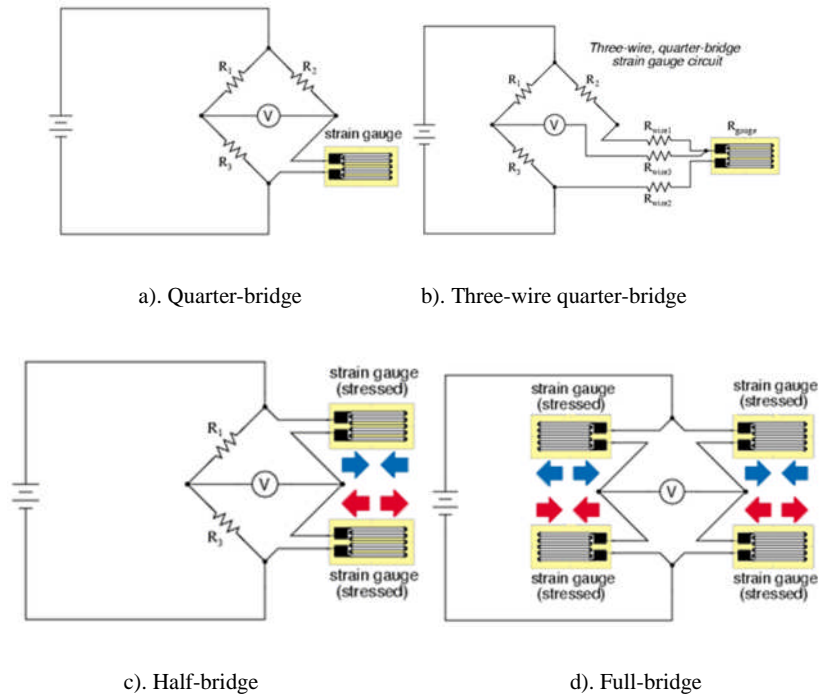 Three-wire, quarter-bridge
strain gauge circuit
R1
R2
V
strain gauge
R3
R1
R2
Rwire1
Rgauge
V
Rwire3
R3
Rwire2
a). Quarter-bridge
b). Three-wire quarter-bridge
strain gauge
(stressed)
R1
V
R3
strain gauge
(stressed)
strain gauge
(stressed)
strain gauge
(stressed)
V
strain gauge
(stressed)
strain gauge
(stressed)
c). Half-bridge
d). Full-bridge